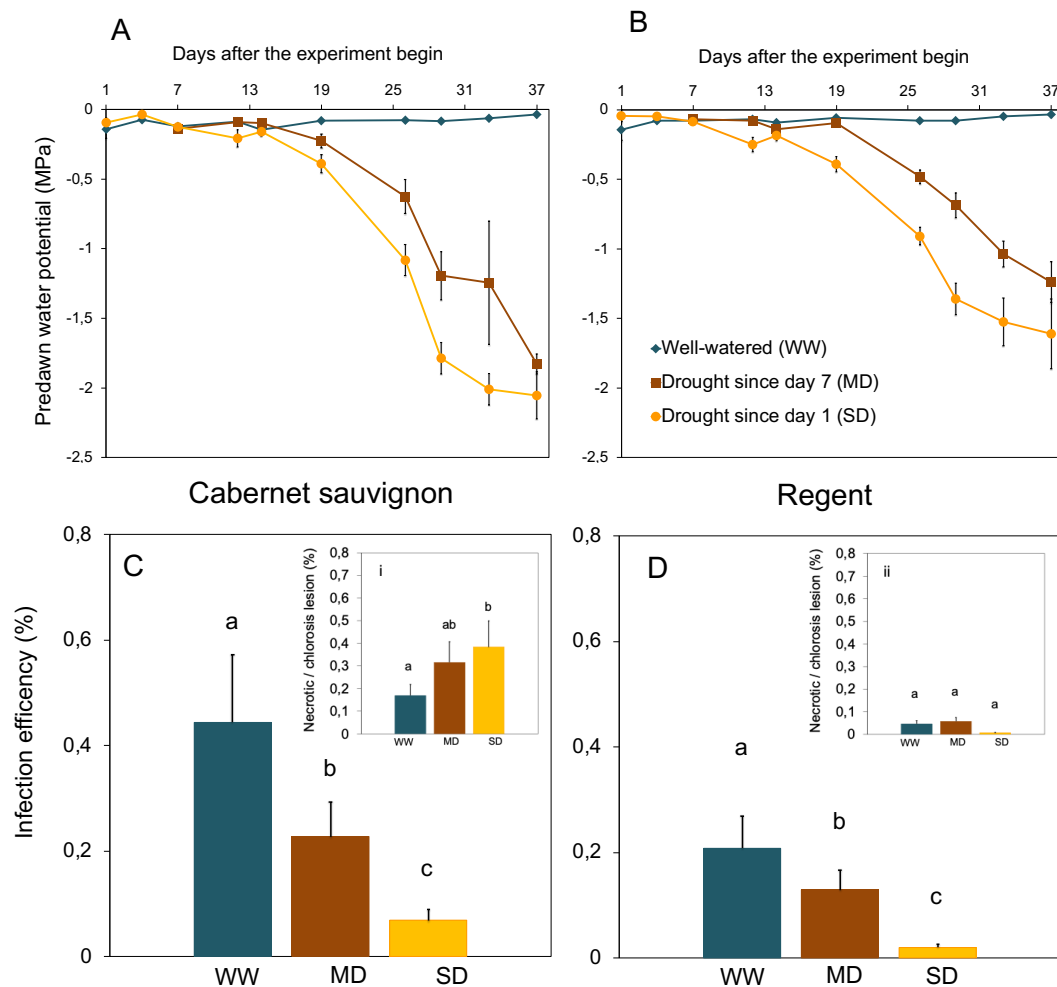 A
Days after the experiment begin
1 7 13 19 25 31 37
0
-0,5
-1
-1,5
-2
-2,5
Predawn water potential (MPa)
B
Days after the experiment begin
1 7 13 19 25 31 37
0
-0,5
-1
-1,5
-2
-2,5
Well-watered (WW)
Drought since day 7 (MD)
Drought since day 1 (SD)
Cabernet sauvignon
Regent
C
0,8
0,6
0,4
0,2
0
Infection efficency (%)
a
b
c
WW MD SD
i
0,8
0,7
0,6
0,5
0,4
0,3
0,2
0,1
0
Necrotic / chlorosis lesion (%)
a
ab
b
WW MD SD
D
0,8
0,6
0,4
0,2
0
a
b
c
WW MD SD
ii
0,8
0,7
0,6
0,5
0,4
0,3
0,2
0,1
0
Necrotic / chlorosis lesion (%)
a a a
WW MD SD